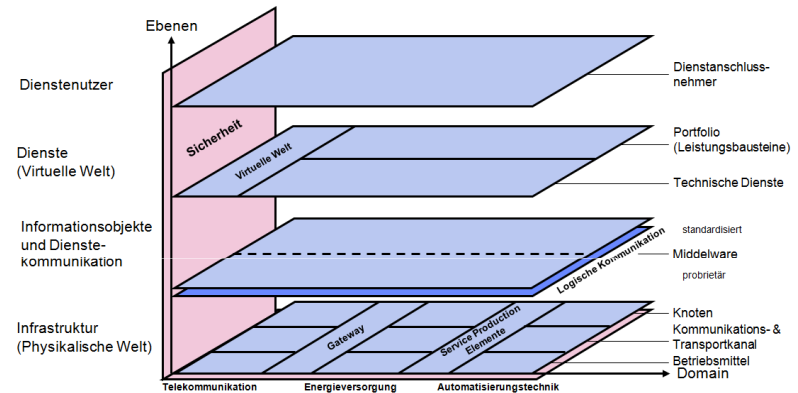 Ebenen
Dienstenutzer
Dienstanschluss-
nehmer
Sicherheit
Dienste
(Virtuelle Welt)
Virtuelle Welt
Portfolio
(Leistungsbausteine)
Technische Dienste
Informationsobjekte
und Dienste-
kommunikation
Logische Kommunikation
standardisiert
Middelware
probrietär
Infrastruktur
(Physikalische Welt)
Gateway
Service Production
Elemente
Knoten
Kommunikations- &
Transportkanal
Betriebsmittel
Domain
Telekommunikation
Energieversorgung
Automatisierungstechnik